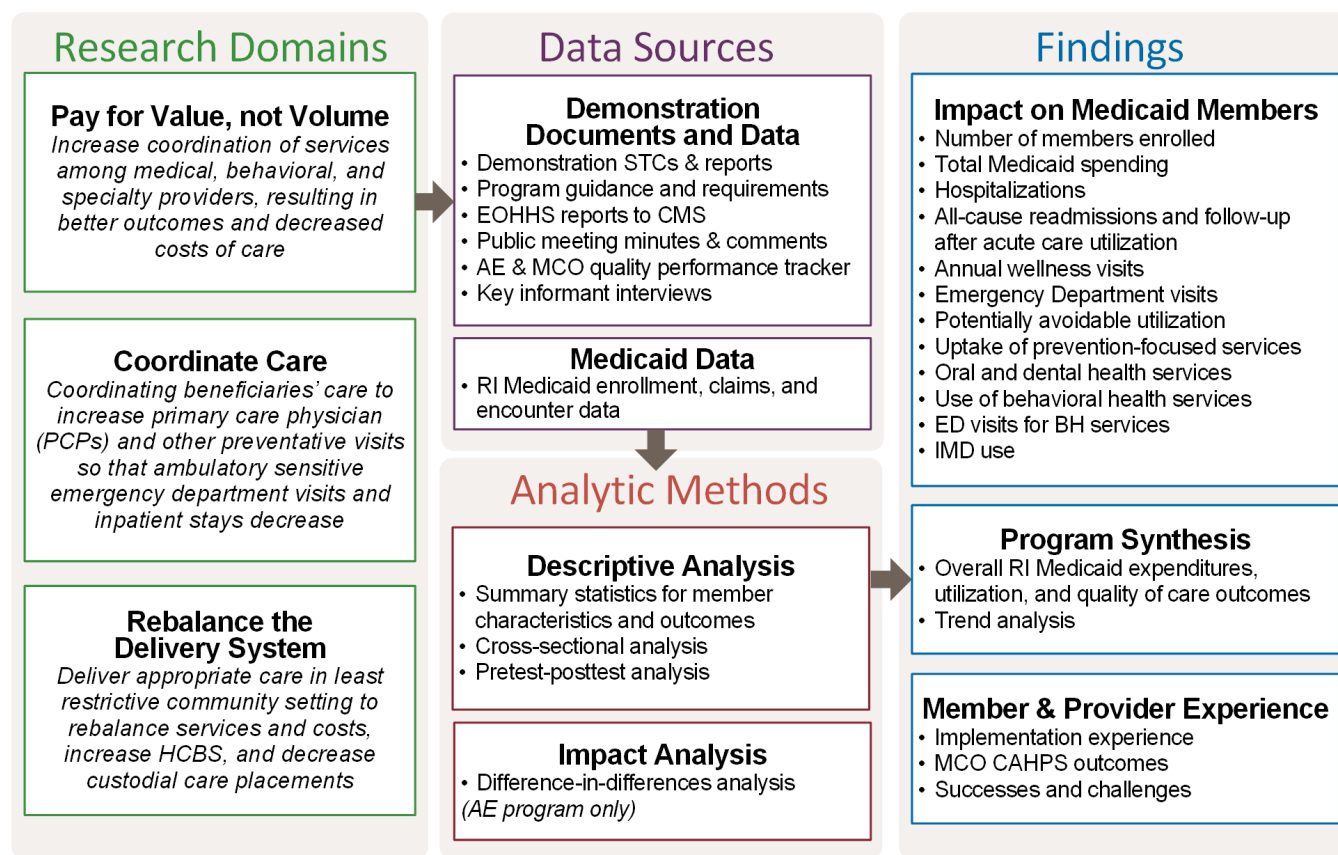 Research Domains
Pay for Value, not Volume
Increase coordination of services
among medical, behavioral, and
specialty providers, resulting in
better outcomes and decreased
costs of care
Coordinate Care
Coordinating beneficiaries’ care to
increase primary care physician
(PCPs) and other preventative visits
so that ambulatory sensitive
emergency department visits and
inpatient stays decrease
Rebalance the
Delivery System
Deliver appropriate care in least
restrictive community setting to
rebalance services and costs,
increase HCBS, and decrease
custodial care placements
Data Sources
Demonstration
Documents and Data
• Demonstration STCs & reports
• Program guidance and requirements
• EOHHS reports to CMS
• Public meeting minutes & comments
• AE & MCO quality performance tracker
• Key informant interviews
Medicaid Data
• RI Medicaid enrollment, claims, and
encounter data
Analytic Methods
Descriptive Analysis
• Summary statistics for member
characteristics and outcomes
• Cross-sectional analysis
• Pretest-posttest analysis
Impact Analysis
• Difference-in-differences analysis
(AE program only)
Findings
Impact on Medicaid Members
• Number of members enrolled
• Total Medicaid spending
• Hospitalizations
• All-cause readmissions and follow-up
after acute care utilization
• Annual wellness visits
• Emergency Department visits
• Potentially avoidable utilization
• Uptake of prevention-focused services
• Oral and dental health services
• Use of behavioral health services
• ED visits for BH services
• IMD use
Program Synthesis
• Overall RI Medicaid expenditures,
utilization, and quality of care outcomes
• Trend analysis
Member & Provider Experience
• Implementation experience
• MCO CAHPS outcomes
• Successes and challenges